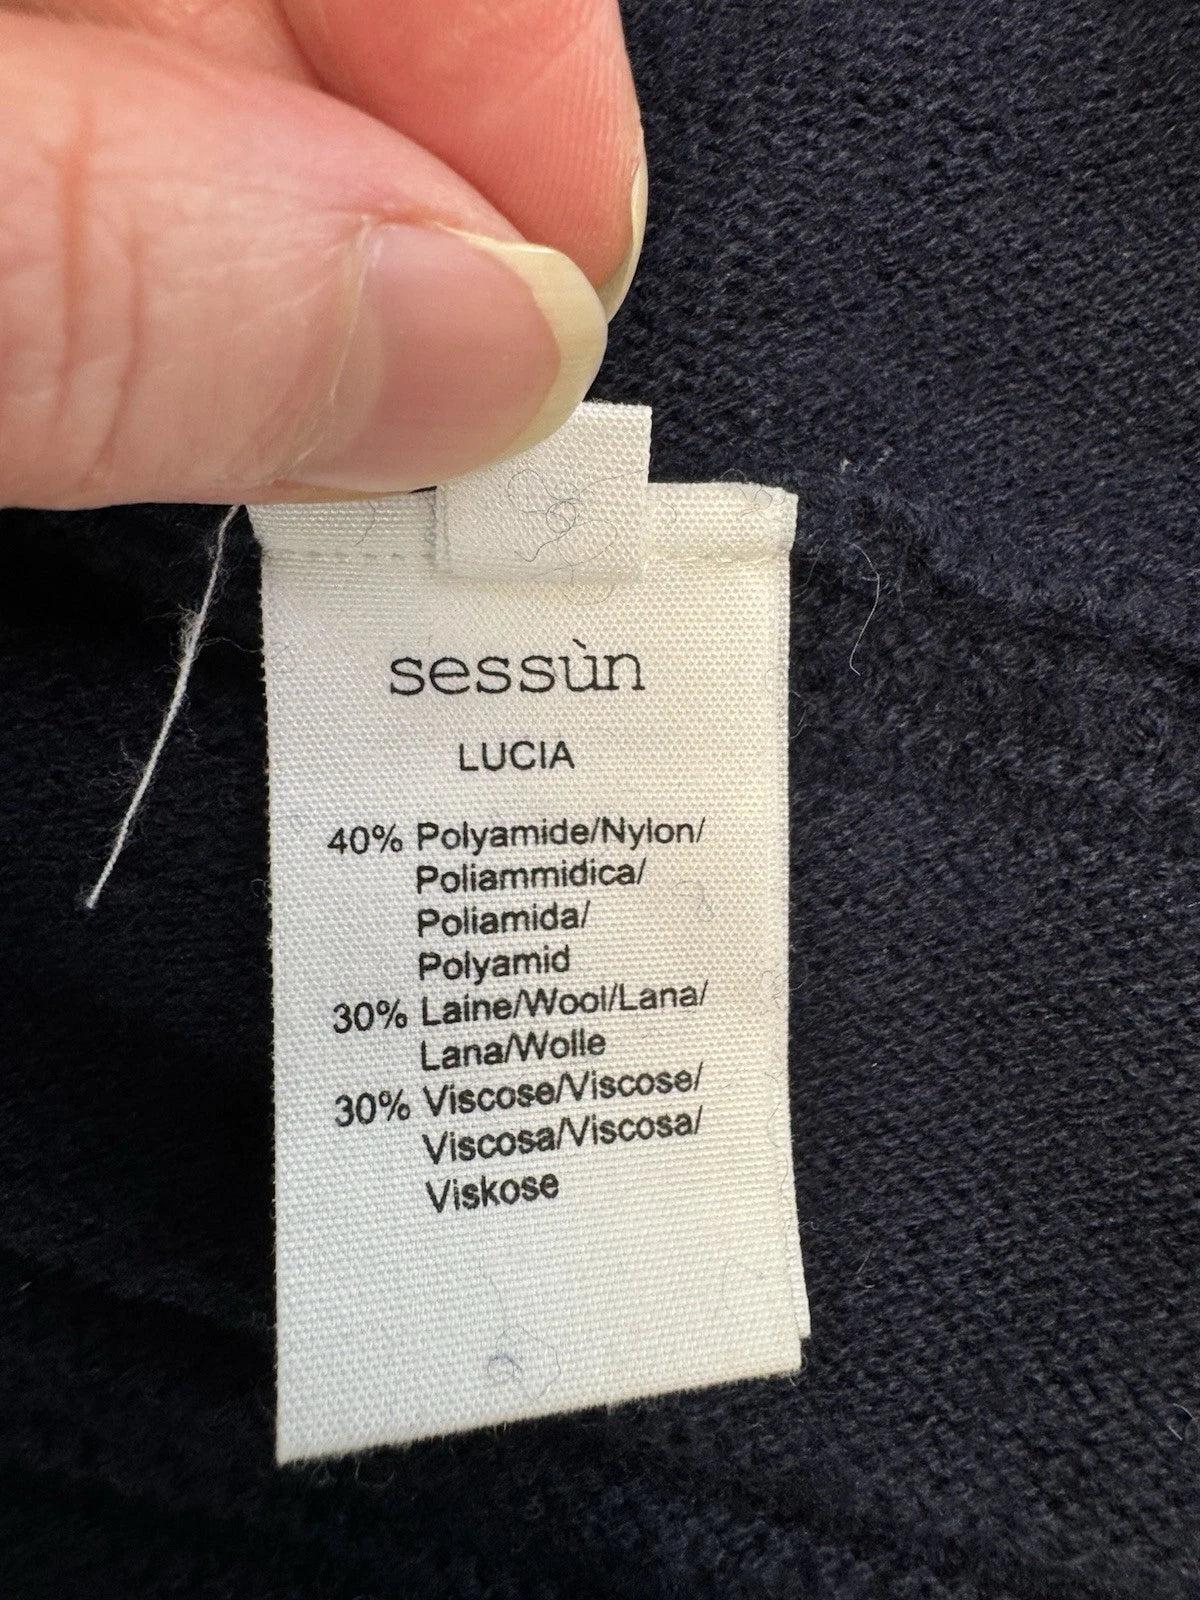 sessùn
LUCIA
40% Polyamide/Nylon/
Poliammidica/
Poliamida/
Polyamid
30% Laine/Wool/Lana/
Lana/Wolle
30% Viscose/Viscose/
Viscosa/Viscosa/
Viskose